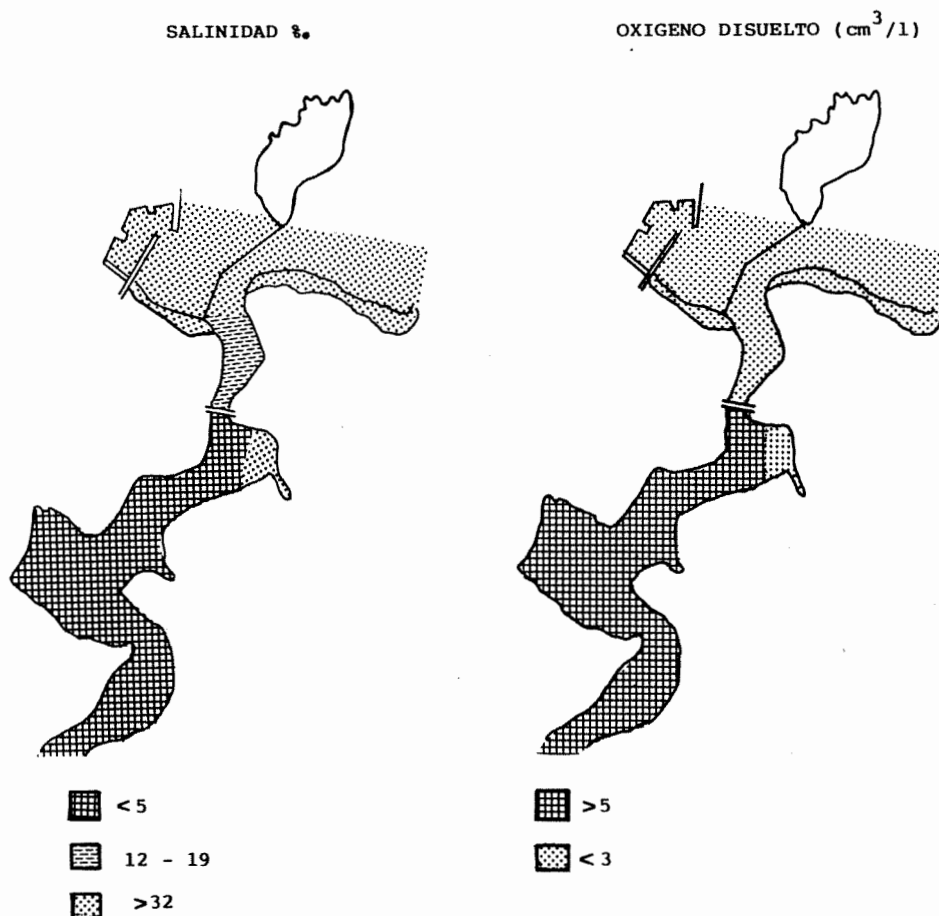 SALINIDAD ‰
OXIGENO DISUELTO (cm³/l)
<5
12 - 19
>32
>5
<3